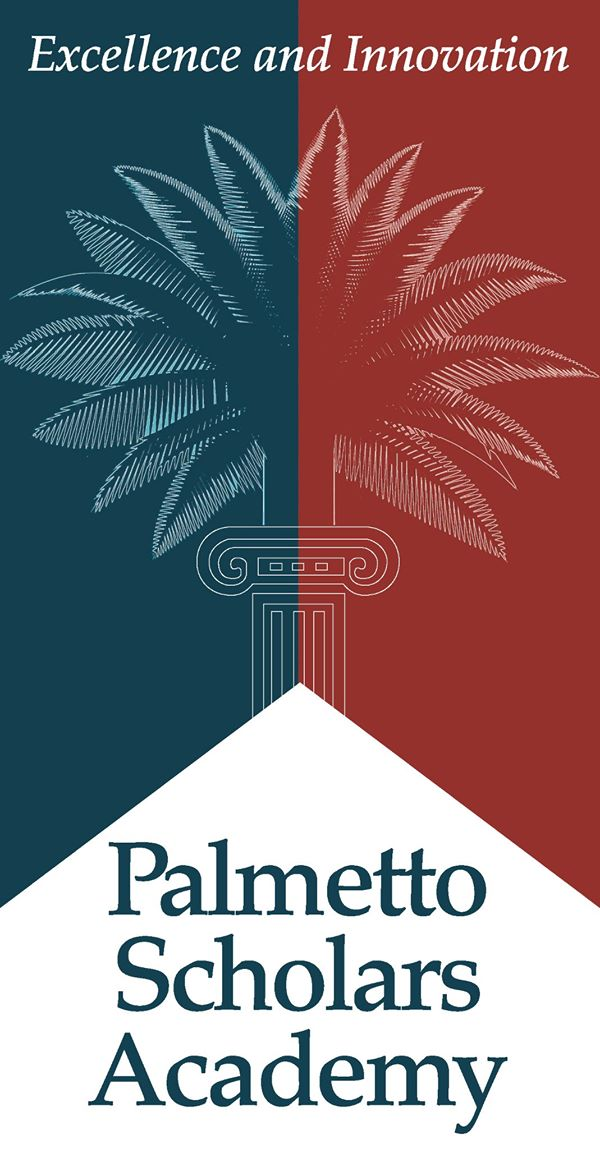 Excellence and Innovation
Palmetto
Scholars
Academy